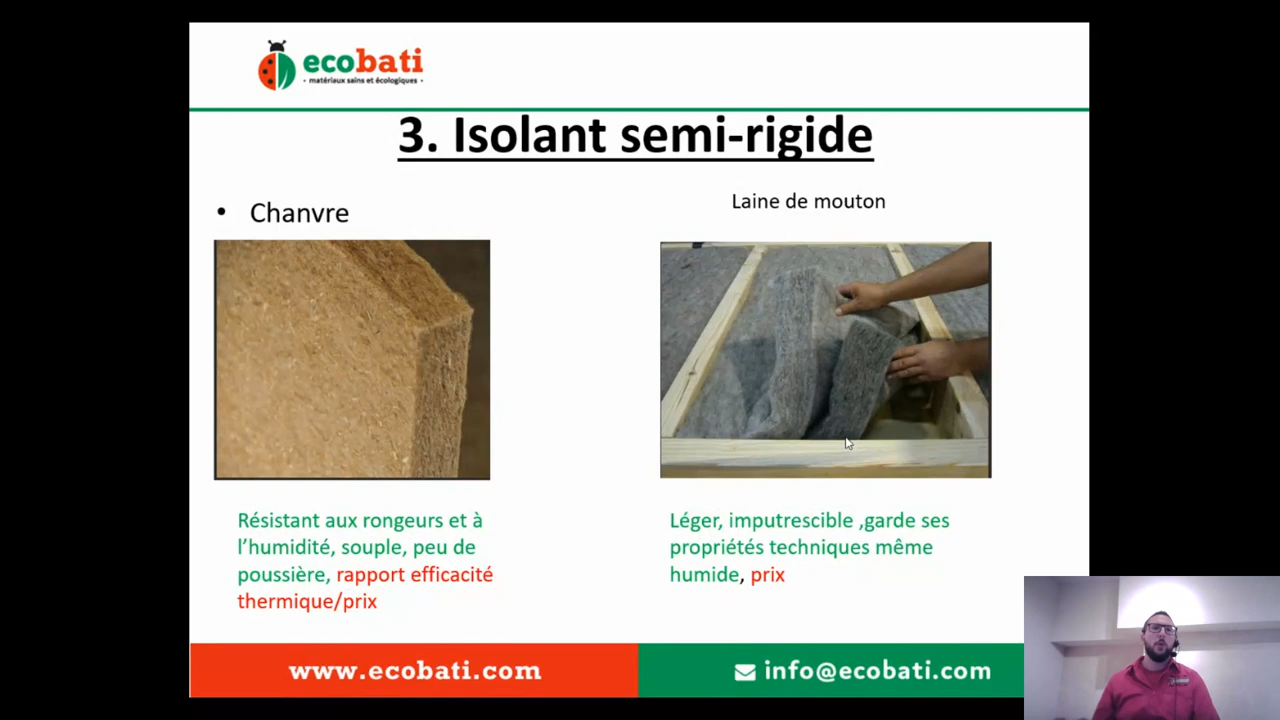 ecobati
• matériaux sains et écologiques •
3. Isolant semi-rigide
• Chanvre
Laine de mouton
Résistant aux rongeurs et à
l'humidité, souple, peu de
poussière, rapport efficacité
thermique/prix
Léger, imputrescible ,garde ses
propriétés techniques même
humide, prix
www.ecobati.com
info@ecobati.com